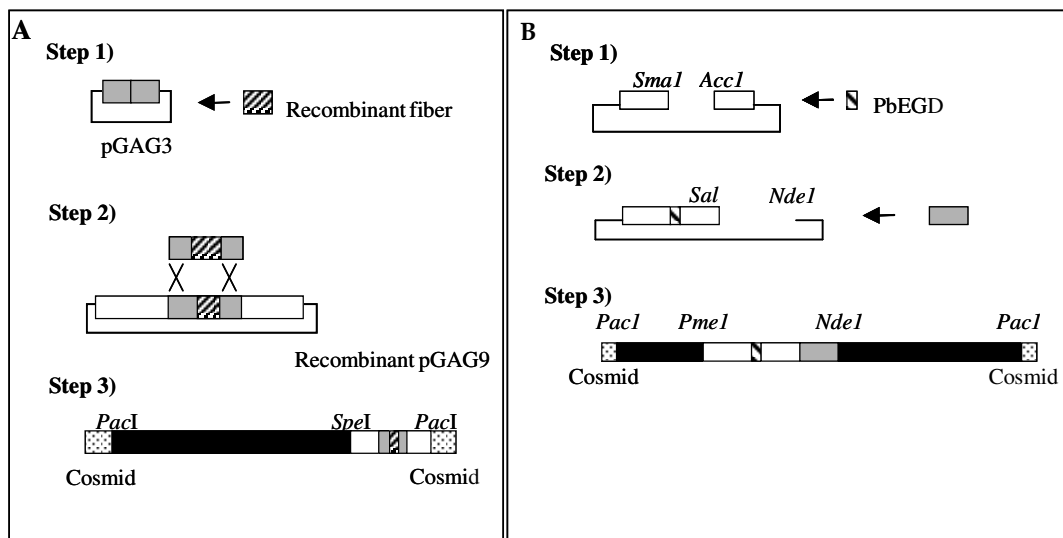 A
Step 1)
Recombinant fiber
pGAG3
Step 2)
Recombinant pGAG9
Step 3)
PacI SpeI PacI
Cosmid Cosmid
B
Step 1)
Sma1 Acc1
PbEGD
Step 2)
Sal Nde1
Step 3)
Pac1 Pme1 Nde1 Pac1
Cosmid Cosmid